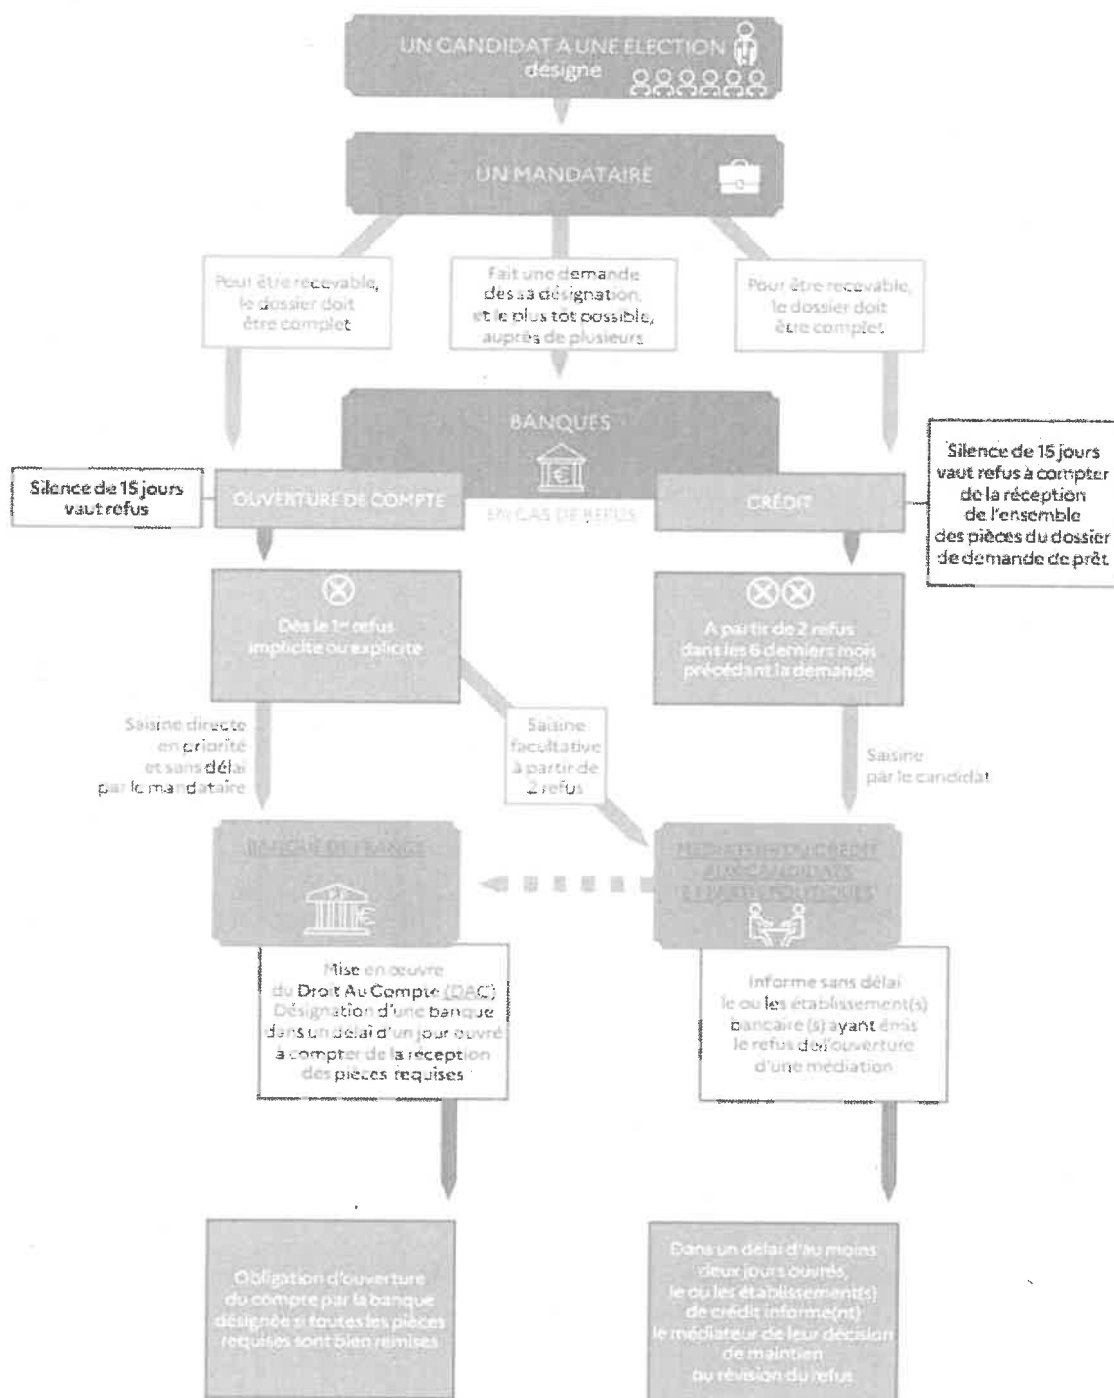 UN CANDIDAT A UNE ELECTION
désigne
UN MANDATAIRE
Pour être recevable,
le dossier doit
être complet
Fait une demande
dès sa désignation,
et le plus tôt possible,
auprès de plusieurs
Pour être recevable,
le dossier doit
être complet
BANQUES
Silence de 15 jours
vaut refus
OUVERTURE DE COMPTE
EN CAS DE REFUS
CRÉDIT
Silence de 15 jours
vaut refus à compter
de la réception
de l'ensemble
des pièces du dossier
de demande de prêt
Dès le 1er refus
implicite ou explicite
A partir de 2 refus
dans les 6 derniers mois
précédant la demande
Saisine directe
en priorité
et sans délai
par le mandataire
Saisine
facultative
à partir de
2 refus
Saisine
par le candidat
BANQUE DE FRANCE
MÉDIATEUR DU CRÉDIT
AUX CANDIDATS
ET PARTIS POLITIQUES
Mise en œuvre
du Droit Au Compte (DAC)
Désignation d'une banque
dans un délai d'un jour ouvré
à compter de la réception
des pièces requises
Informe sans délai
le ou les établissement(s)
bancaire (s) ayant émis
le refus de l'ouverture
d'une médiation
Obligation d'ouverture
du compte par la banque
désignée si toutes les pièces
requises sont bien remises
Dans un délai d'au moins
deux jours ouvrés,
le ou les établissement(s)
de crédit informe(nt)
le médiateur de leur décision
de maintien
ou révision du refus